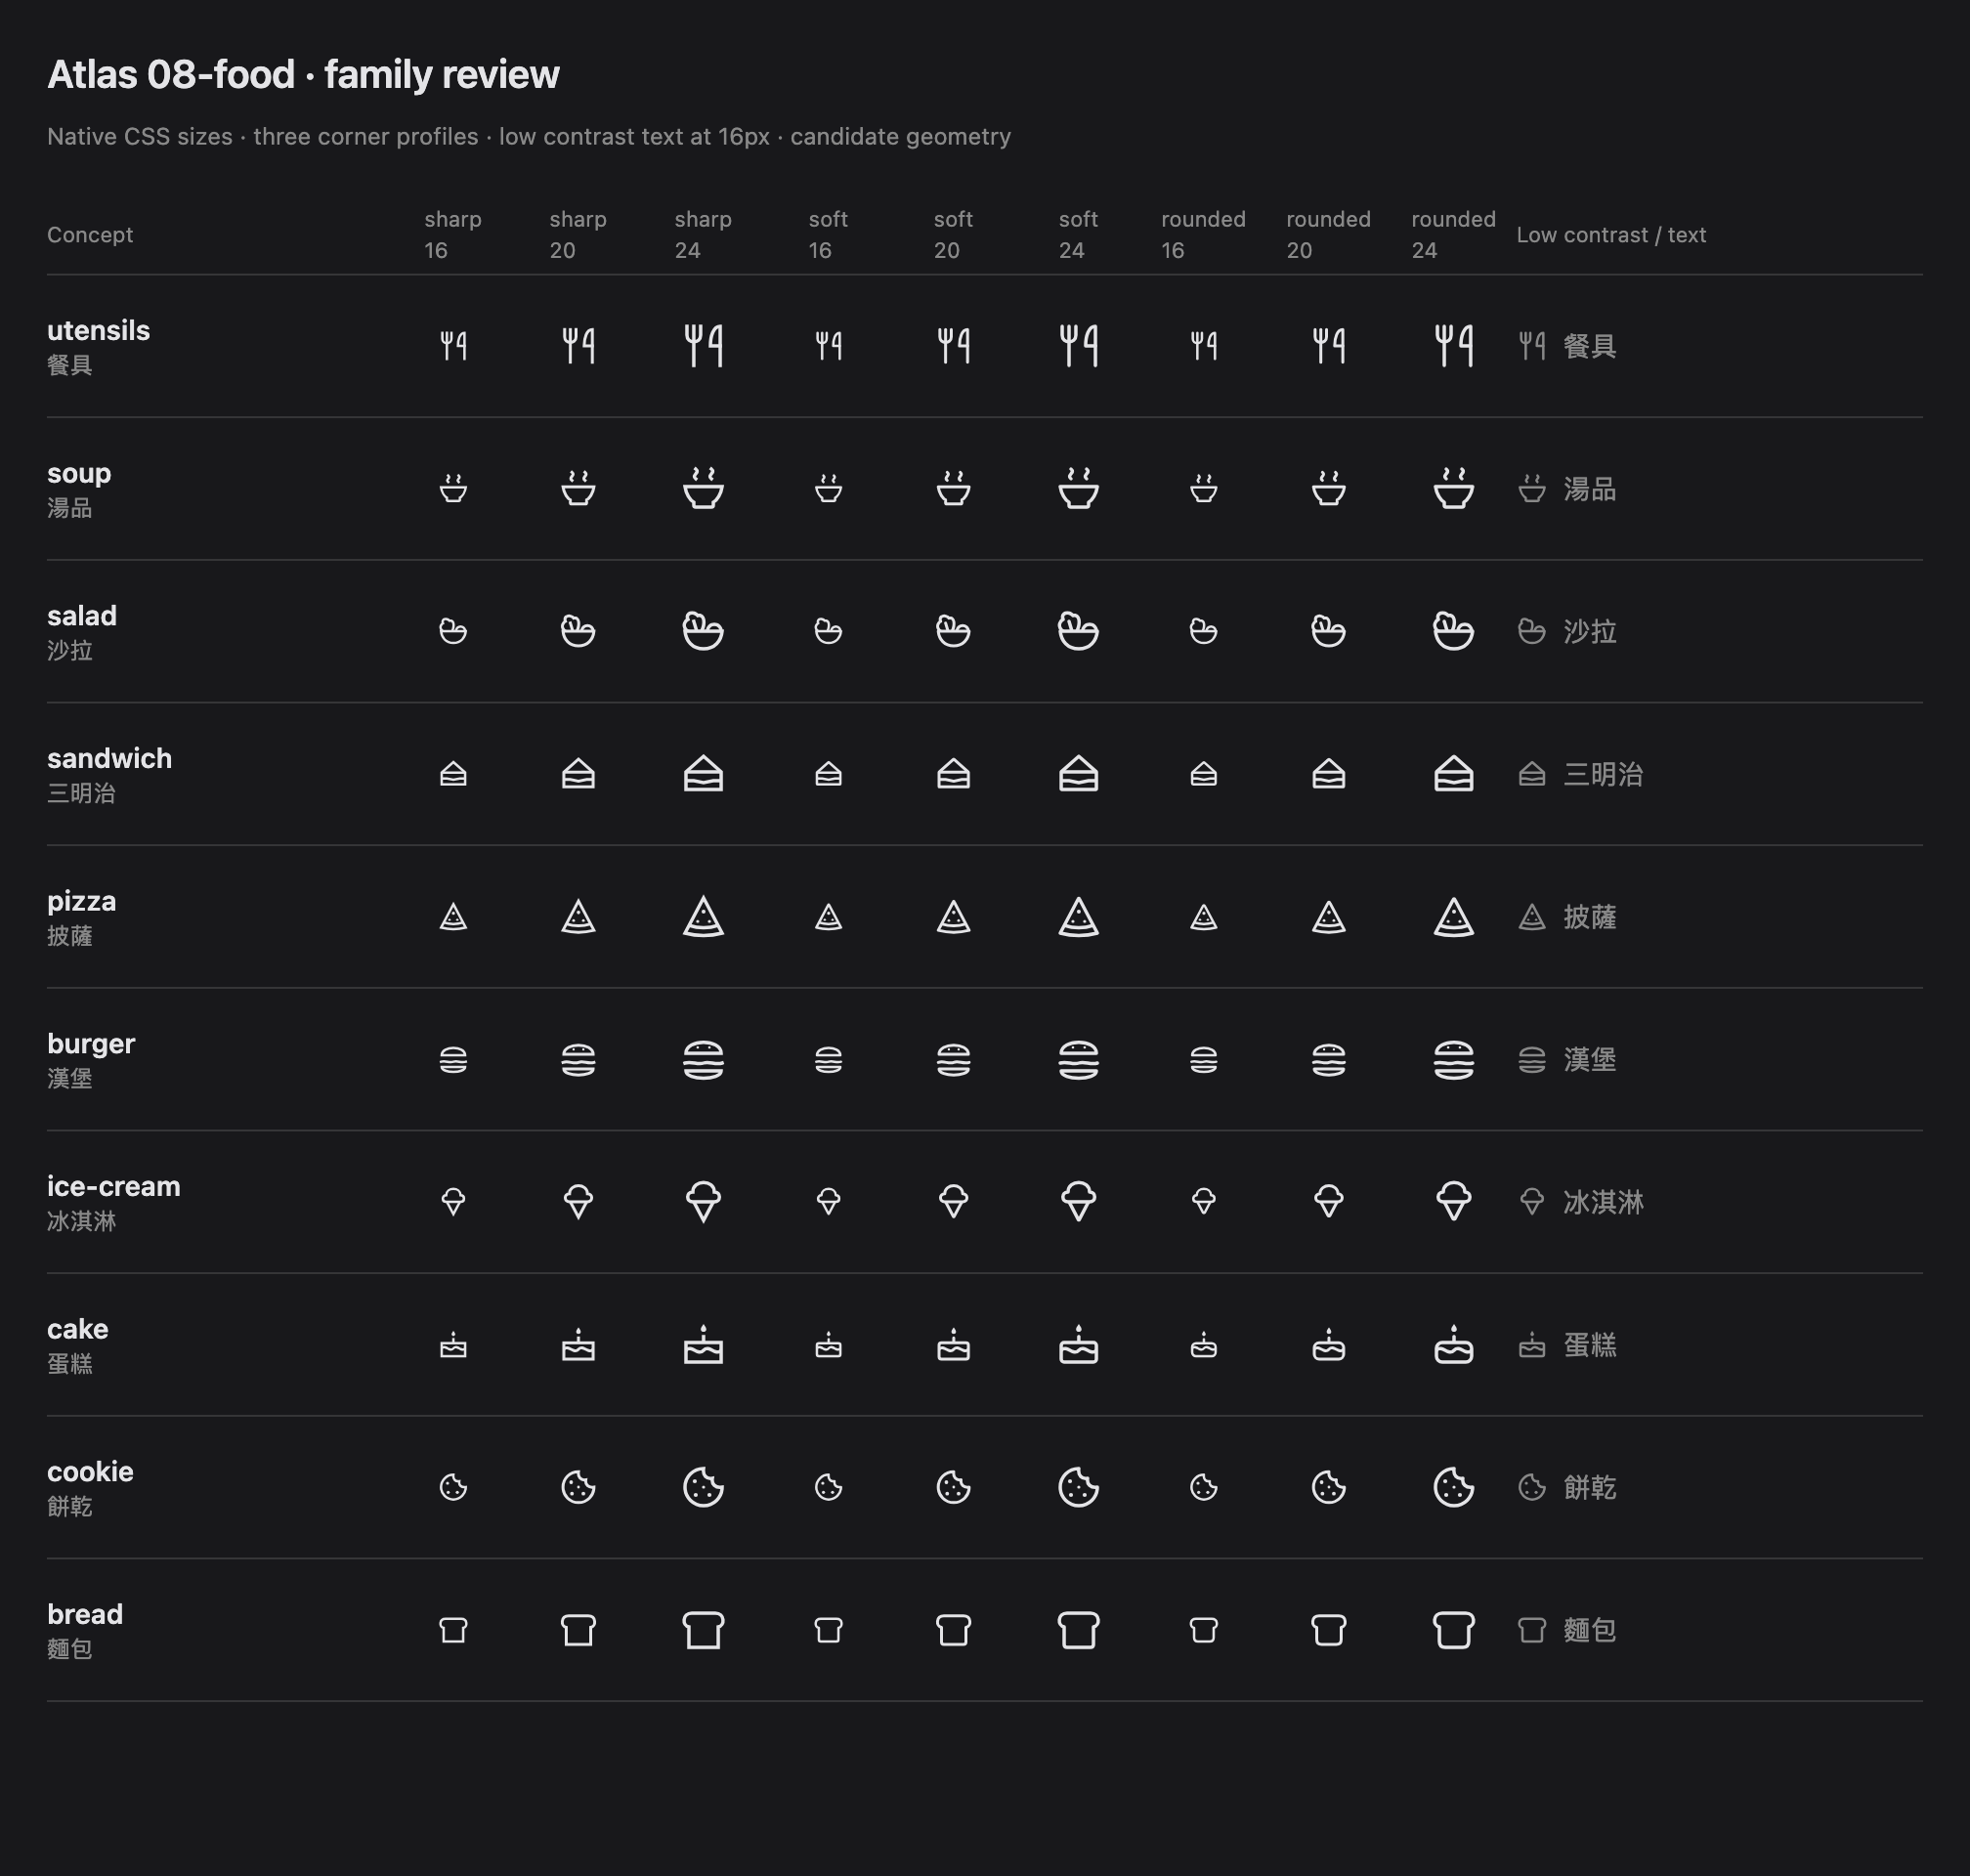 Atlas 08-food · family review
Native CSS sizes · three corner profiles · low contrast text at 16px · candidate geometry
Concept
sharp 16
sharp 20
sharp 24
soft 16
soft 20
soft 24
rounded 16
rounded 20
rounded 24
Low contrast / text
utensils
餐具
餐具
soup
湯品
湯品
salad
沙拉
沙拉
sandwich
三明治
三明治
pizza
披薩
披薩
burger
漢堡
漢堡
ice-cream
冰淇淋
冰淇淋
cake
蛋糕
蛋糕
cookie
餅乾
餅乾
bread
麵包
麵包